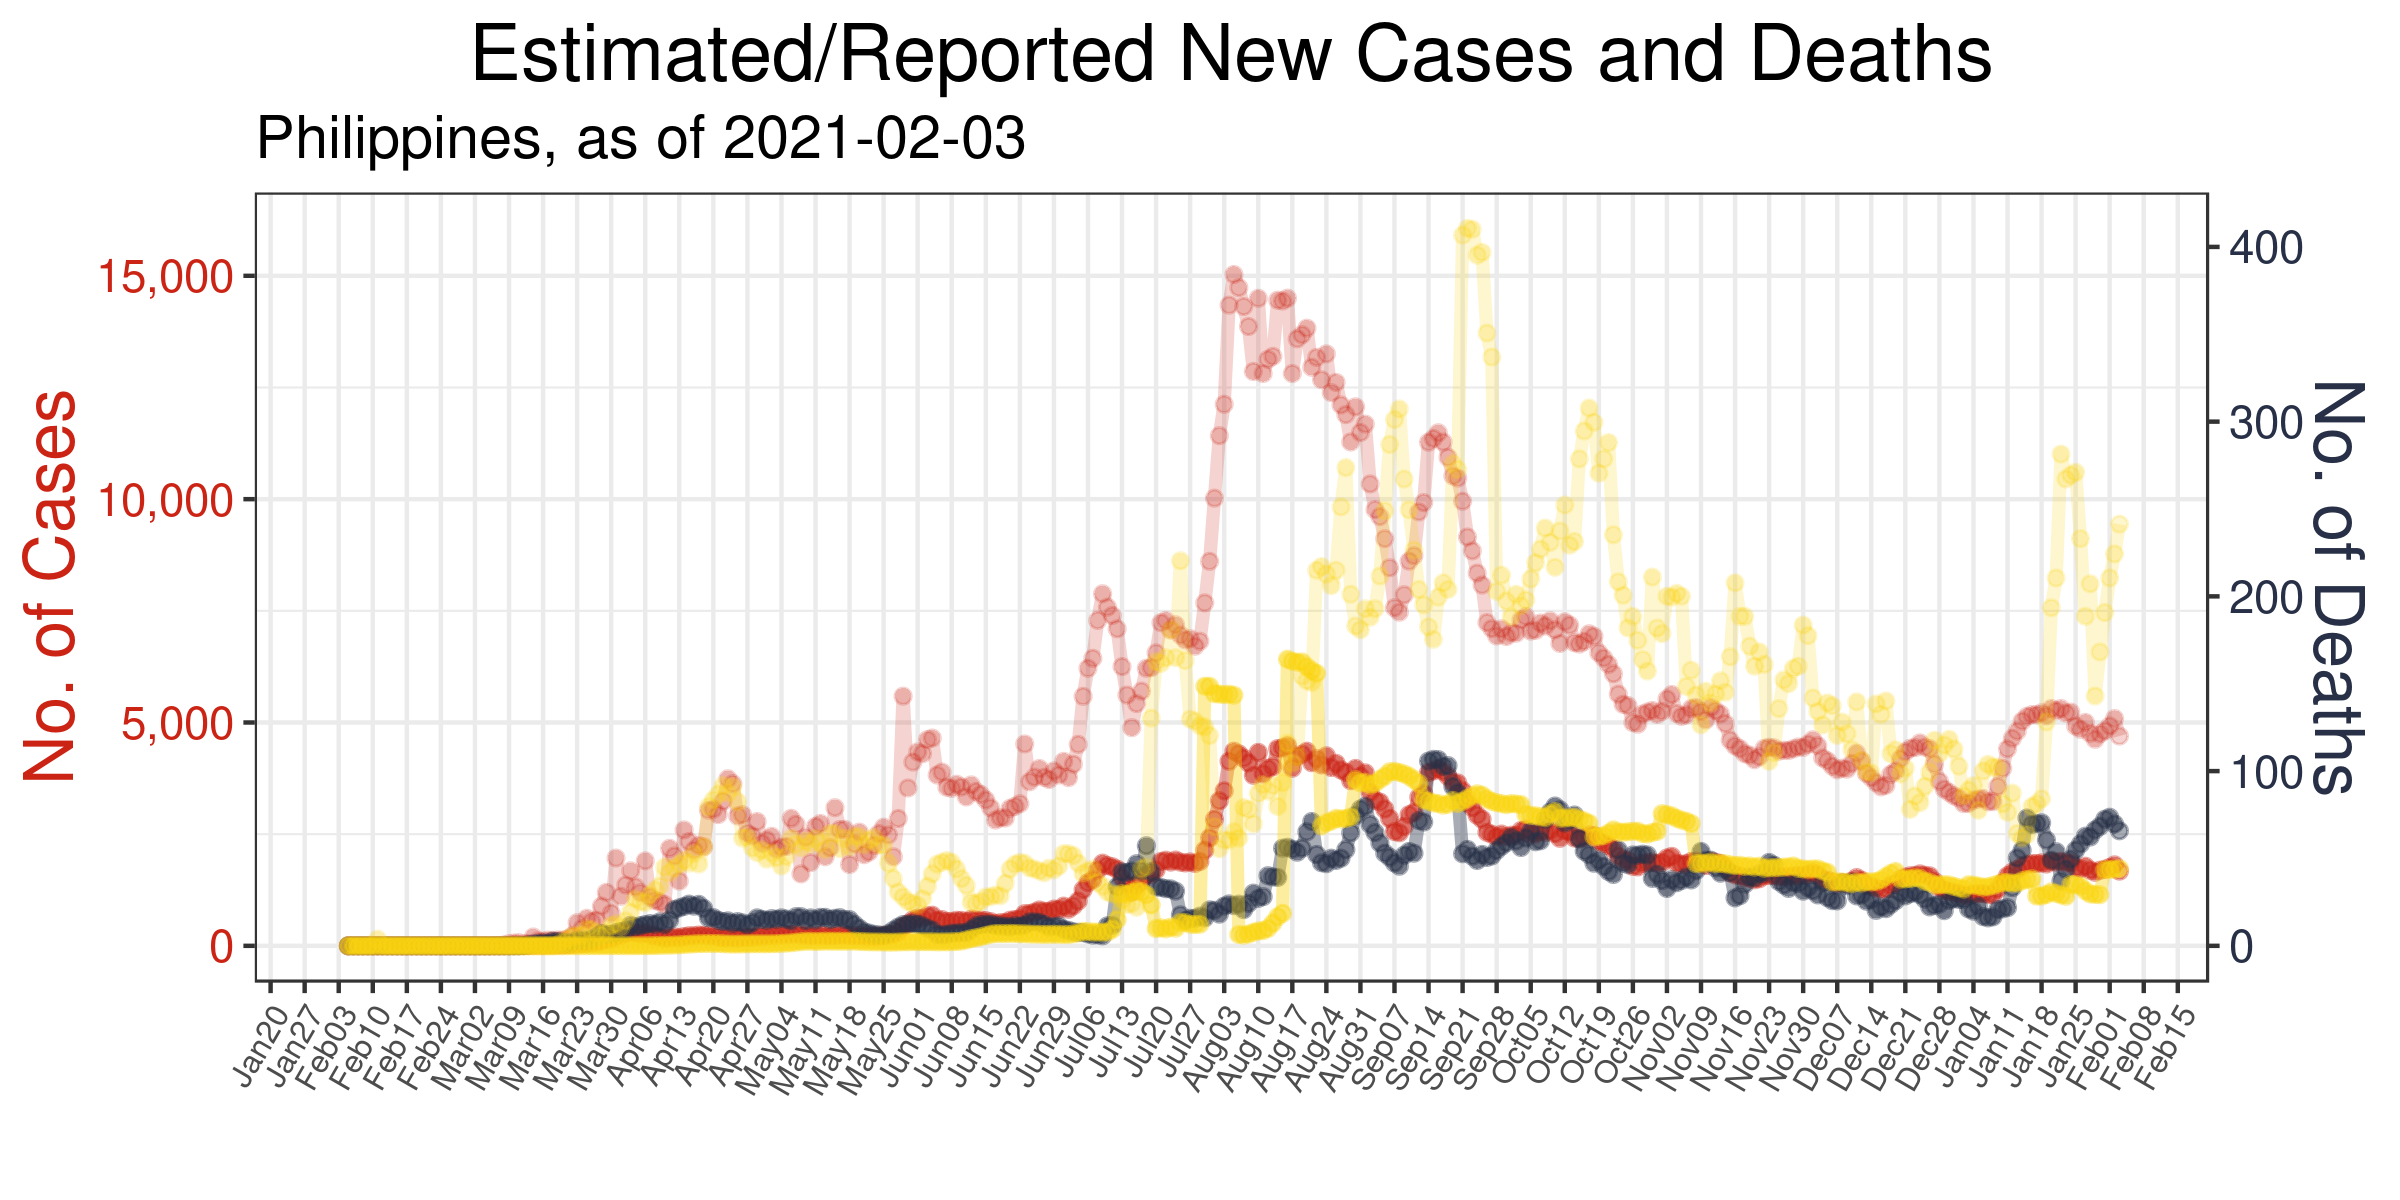 Estimated/Reported New Cases and Deaths
Philippines, as of 2021-02-03
No. of Cases
15,000
10,000
5,000
0
400
300
200
100
0
No. of Deaths
Jan20 Jan27 Feb03 Feb10 Feb17 Feb24 Mar02 Mar09 Mar16 Mar23 Mar30 Apr06 Apr13 Apr20 Apr27 May04 May11 May18 May25 Jun01 Jun08 Jun15 Jun22 Jun29 Jul06 Jul13 Jul20 Jul27 Aug03 Aug10 Aug17 Aug24 Aug31 Sep07 Sep14 Sep21 Sep28 Oct05 Oct12 Oct19 Oct26 Nov02 Nov09 Nov16 Nov23 Nov30 Dec07 Dec14 Dec21 Dec28 Jan04 Jan11 Jan18 Jan25 Feb01 Feb08 Feb15